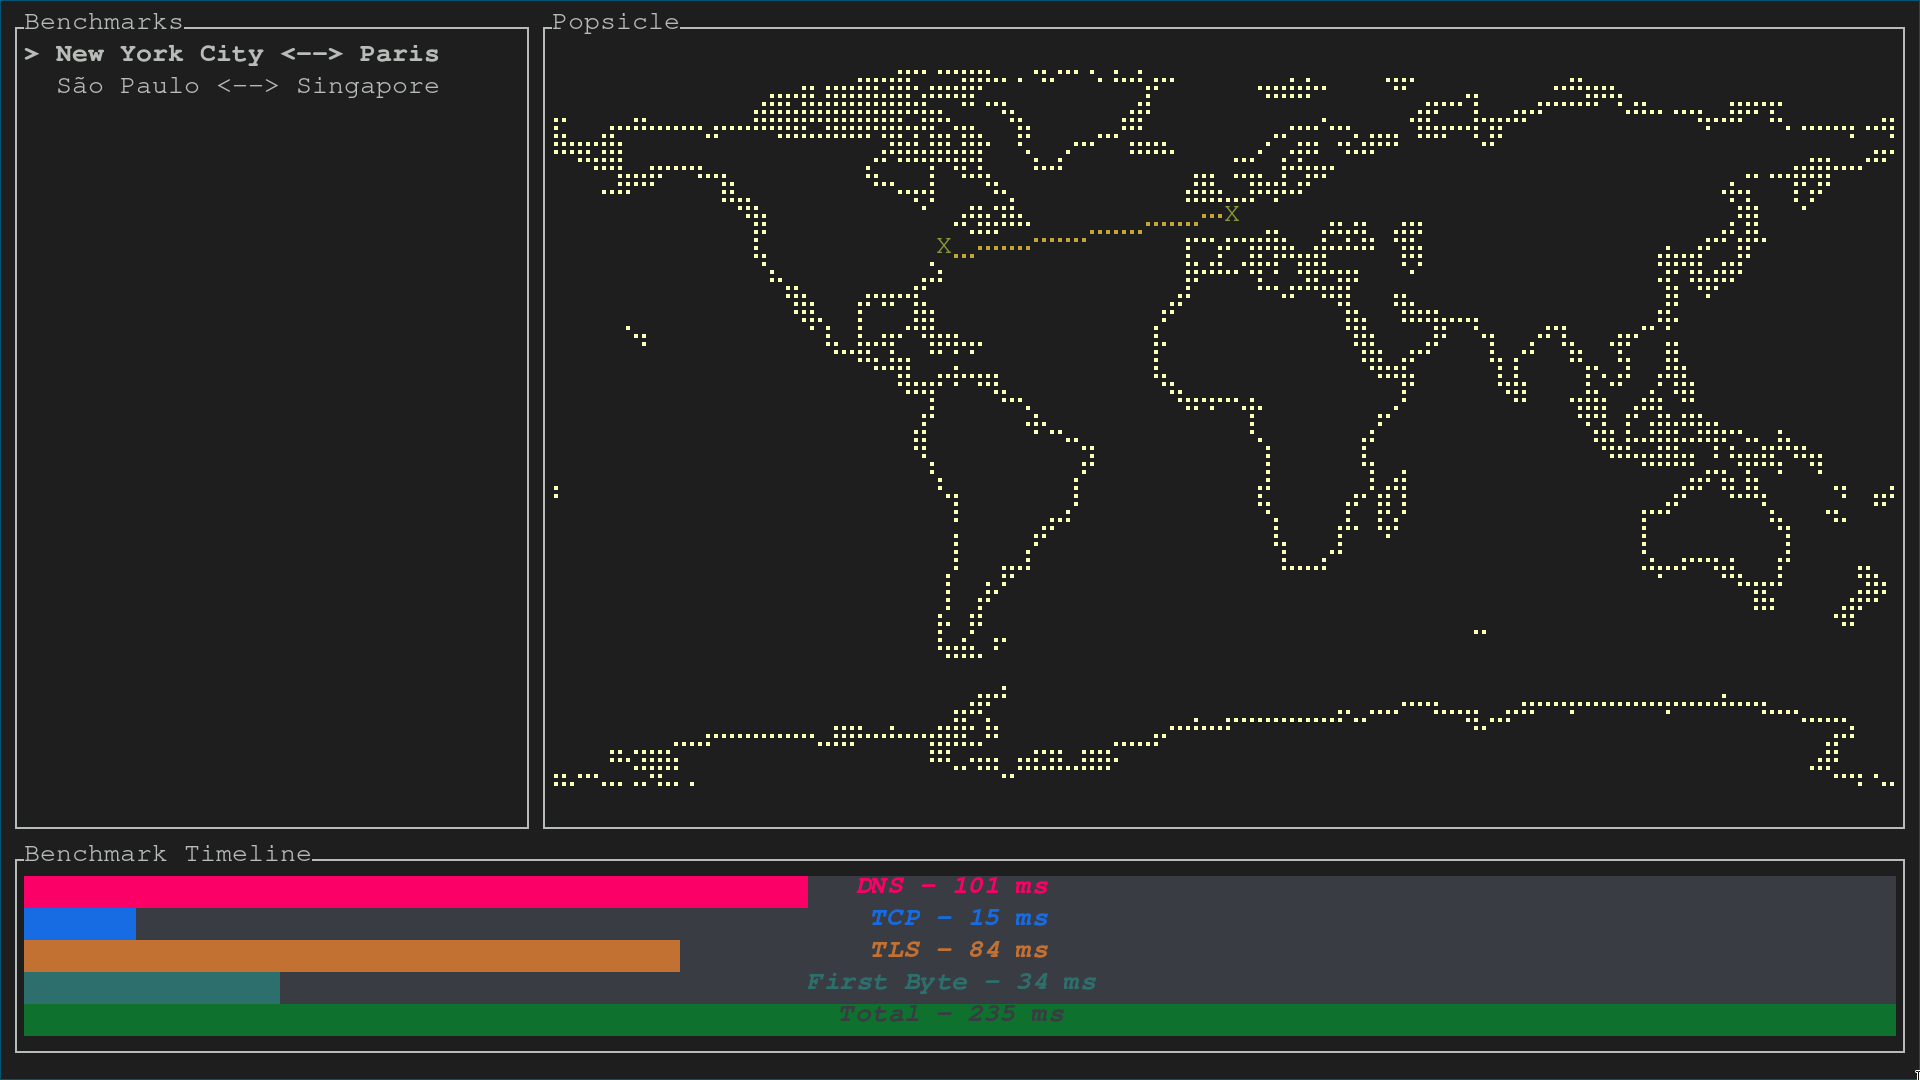 Benchmarks
> New York City <--> Paris
São Paulo <--> Singapore
Popsicle
X
X
Benchmark Timeline
DNS - 101 ms
TCP - 15 ms
TLS - 84 ms
First Byte - 34 ms
Total - 235 ms